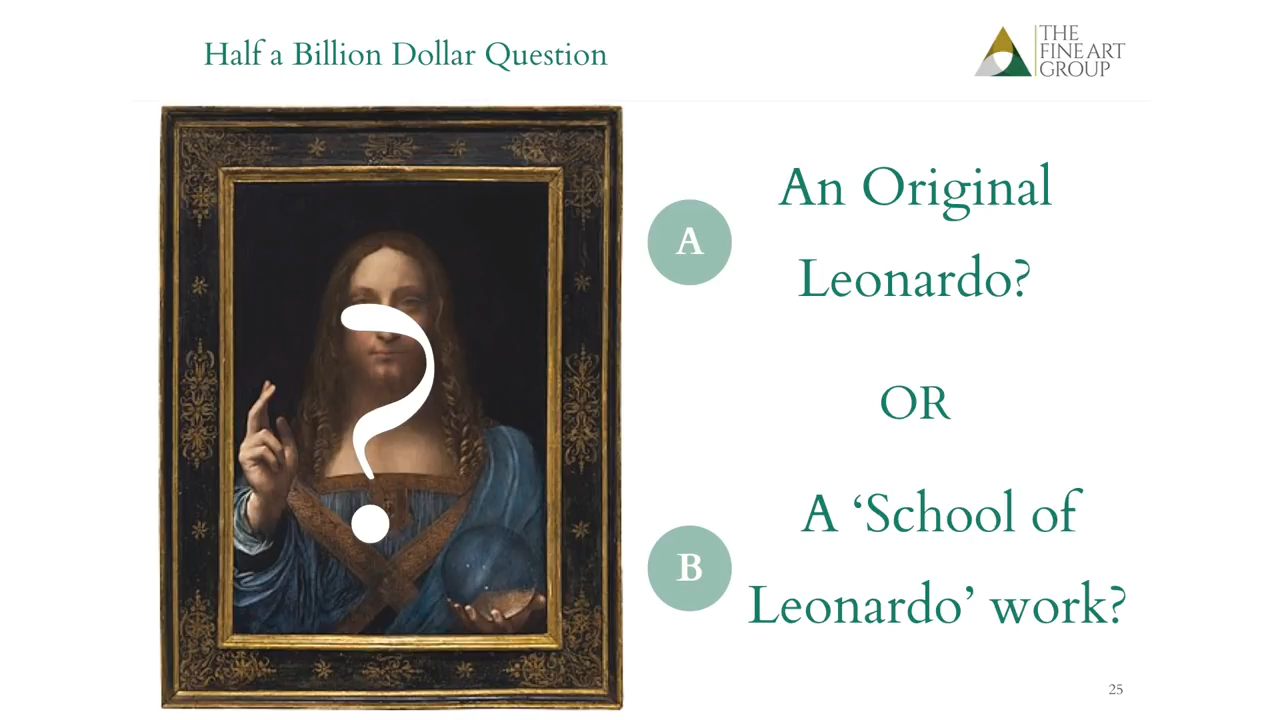 Half a Billion Dollar Question
THE
FINE ART
GROUP
?
A
An Original
Leonardo?
OR
B
A ‘School of
Leonardo’ work?
25